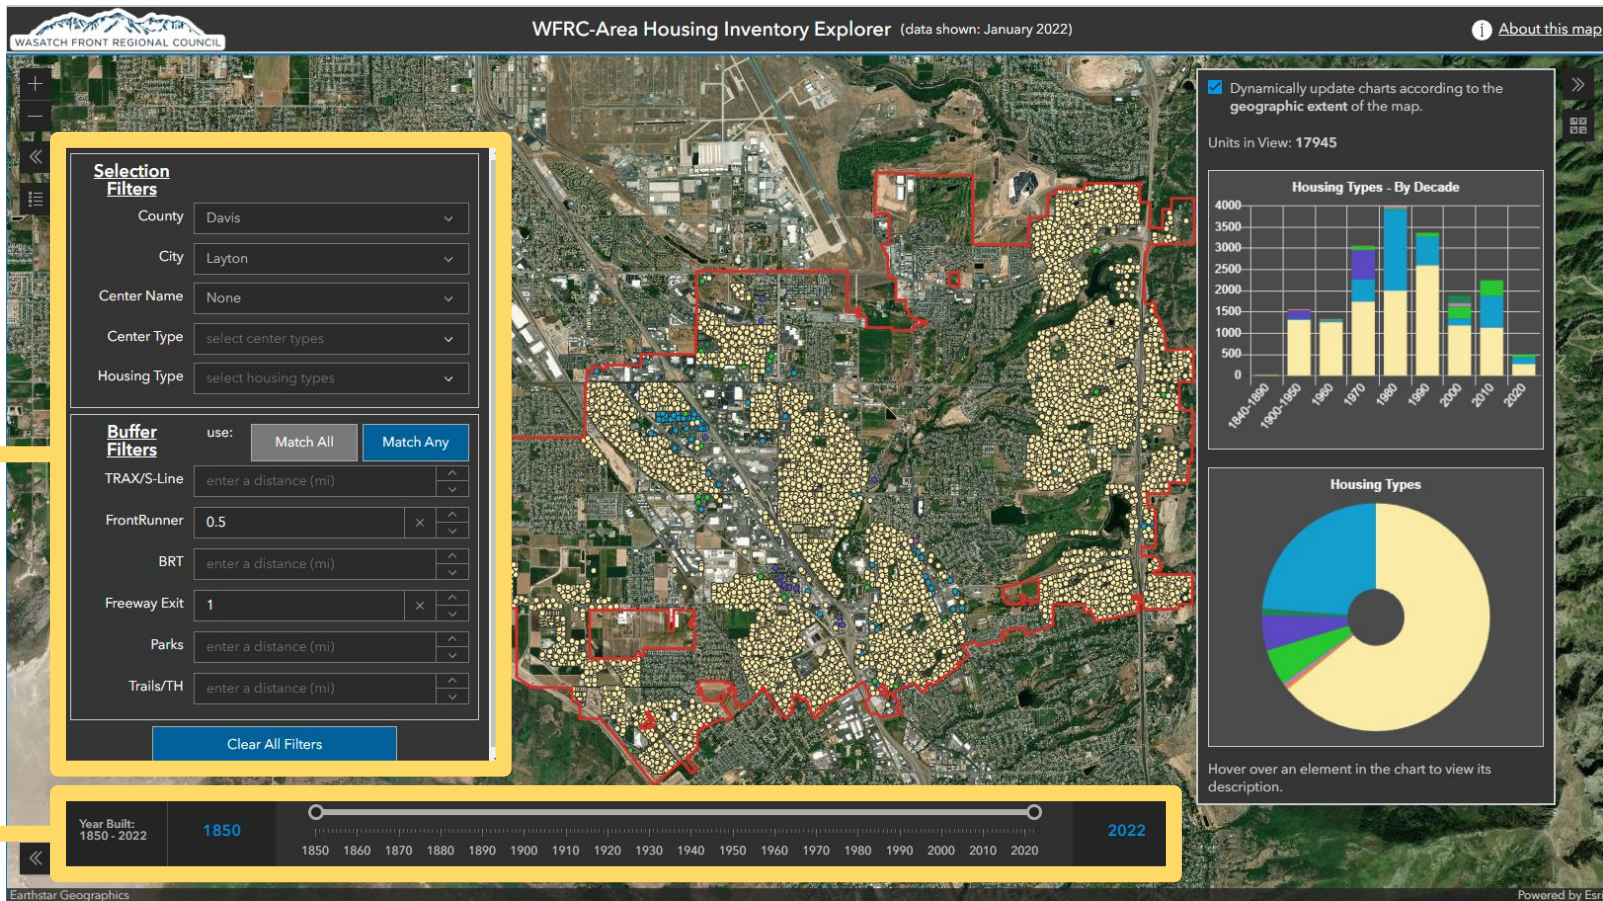 WASATCH FRONT REGIONAL COUNCIL
WFRC-Area Housing Inventory Explorer (data shown: January 2022)
i About this map
Selection
Filters
County Davis
City Layton
Center Name None
Center Type select center types
Housing Type select housing types
Buffer
Filters
use: Match All Match Any
TRAX/S-Line enter a distance (mi)
FrontRunner 0.5 ×
BRT enter a distance (mi)
Freeway Exit 1 ×
Parks enter a distance (mi)
Trails/TH enter a distance (mi)
Clear All Filters
Dynamically update charts according to the
geographic extent of the map.
Units in View: 17945
Housing Types - By Decade
4000
3500
3000
2500
2000
1500
1000
500
0
1840-1890 1900-1950 1960 1970 1980 1990 2000 2010 2020
Housing Types
Hover over an element in the chart to view its
description.
Year Built:
1850 - 2022
1850
1850 1860 1870 1880 1890 1900 1910 1920 1930 1940 1950 1960 1970 1980 1990 2000 2010 2020
2022
Earthstar Geographics
Powered by Esri